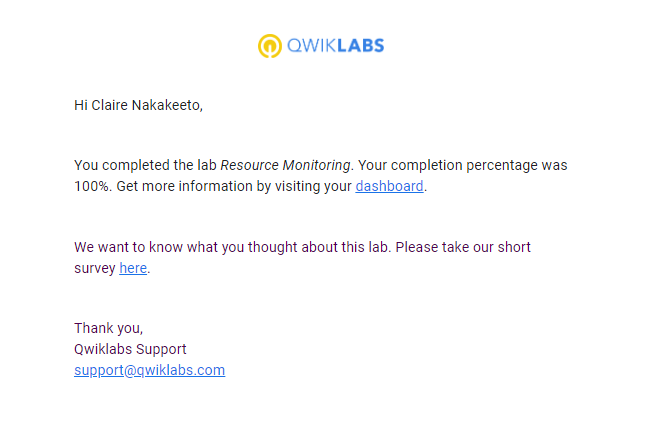 QWIKLABS
Hi Claire Nakakeeto,
You completed the lab Resource Monitoring. Your completion percentage was
100%. Get more information by visiting your dashboard.
We want to know what you thought about this lab. Please take our short
survey here.
Thank you,
Qwiklabs Support
support@qwiklabs.com